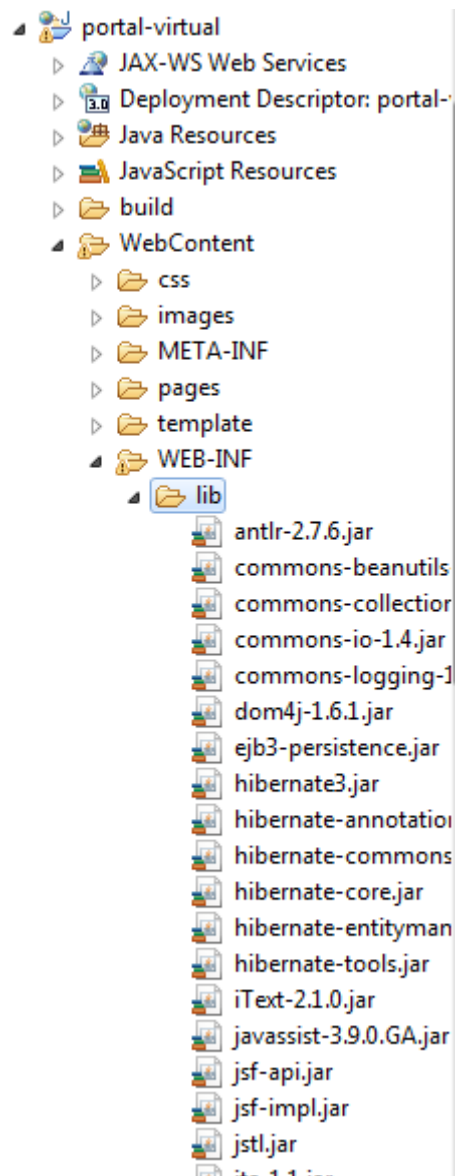 portal-virtual
JAX-WS Web Services
3.0 Deployment Descriptor: portal-
Java Resources
JavaScript Resources
build
WebContent
css
images
META-INF
pages
template
WEB-INF
lib
antlr-2.7.6.jar
commons-beanutils
commons-collection
commons-io-1.4.jar
commons-logging-1
dom4j-1.6.1.jar
ejb3-persistence.jar
hibernate3.jar
hibernate-annotation
hibernate-commons
hibernate-core.jar
hibernate-entityman
hibernate-tools.jar
iText-2.1.0.jar
javassist-3.9.0.GA.jar
jsf-api.jar
jsf-impl.jar
jstl.jar